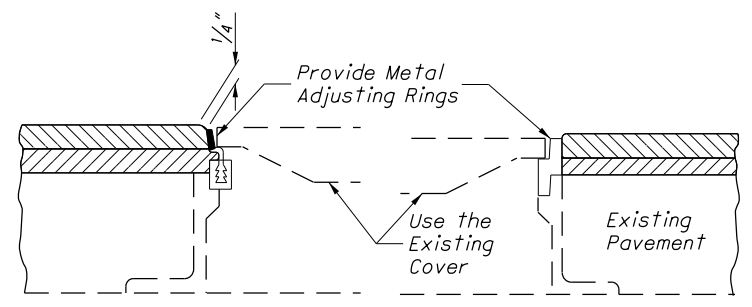 1/4"
Provide Metal
Adjusting Rings
Use the
Existing
Cover
Existing
Pavement